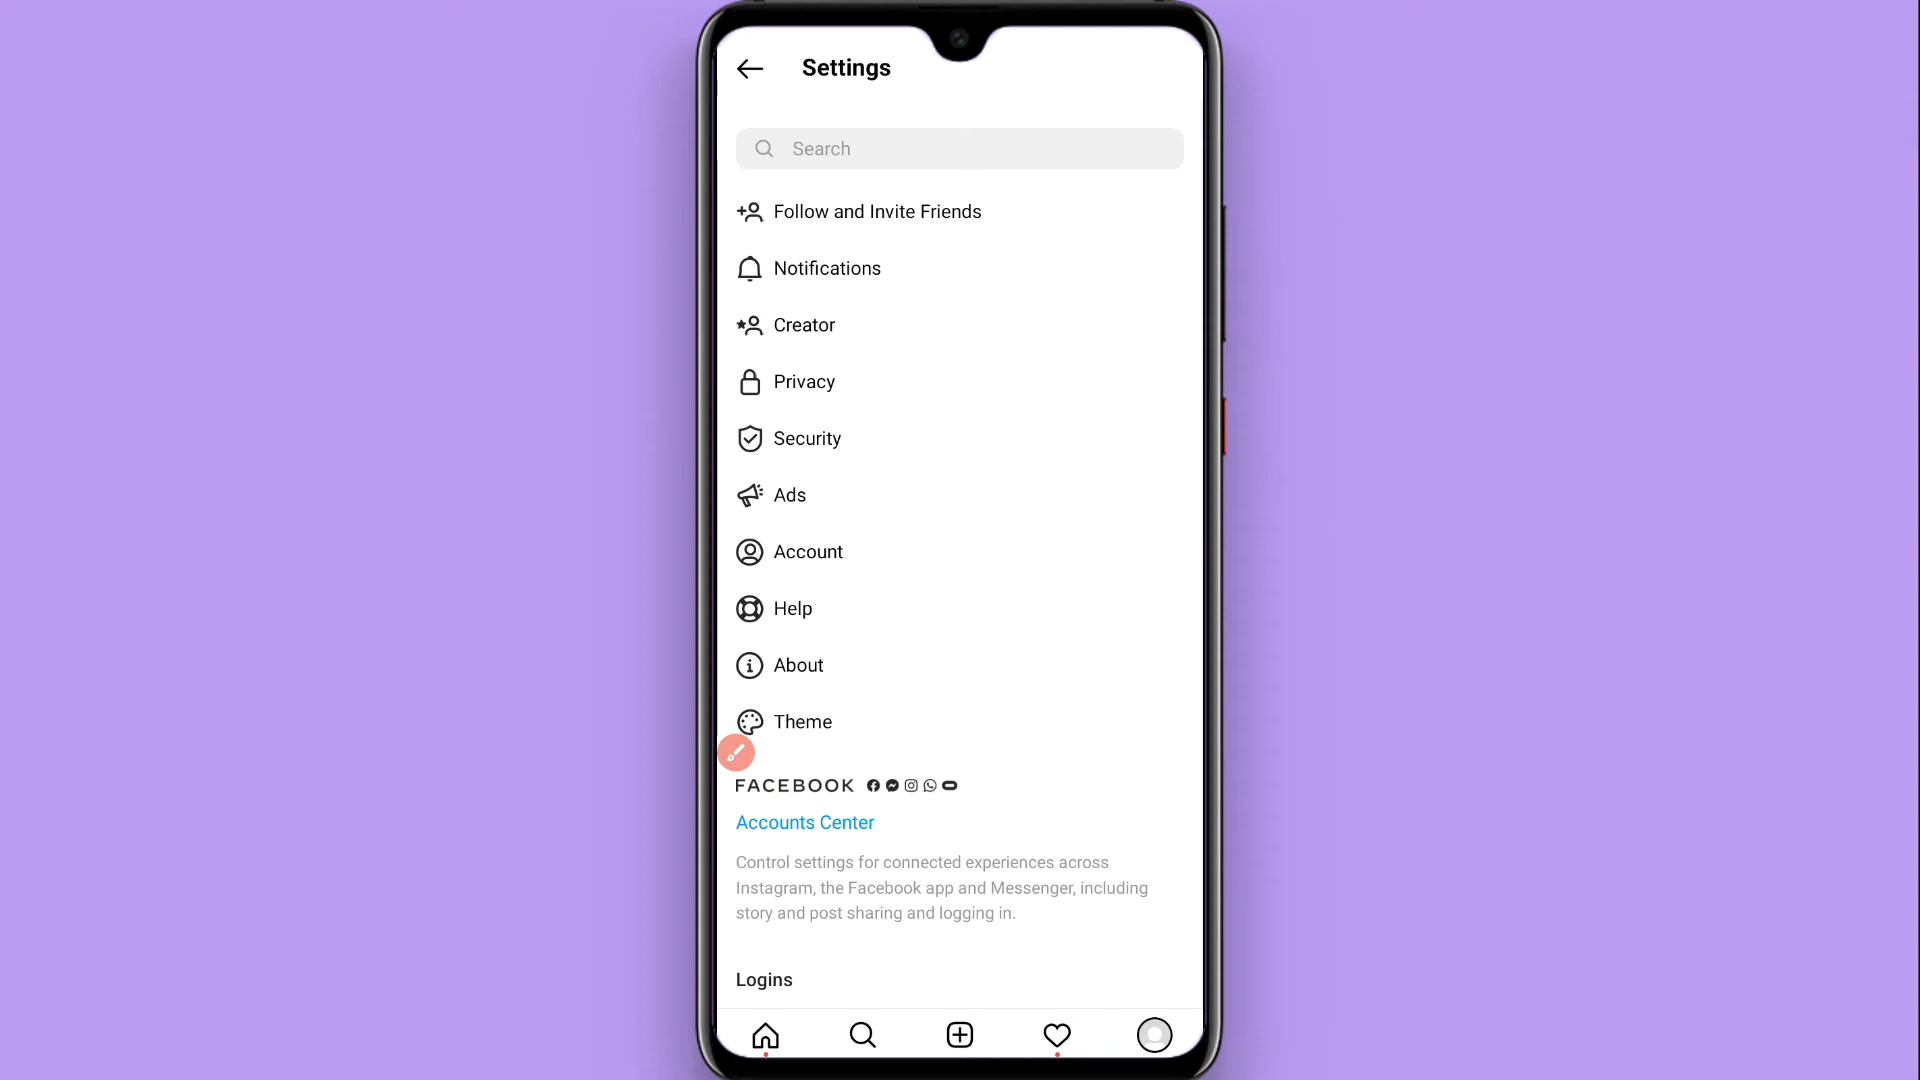 Settings
Search
Follow and Invite Friends
Notifications
Creator
Privacy
Security
Ads
Account
Help
About
Theme
FACEBOOK
Accounts Center
Control settings for connected experiences across
Instagram, the Facebook app and Messenger, including
story and post sharing and logging in.
Logins